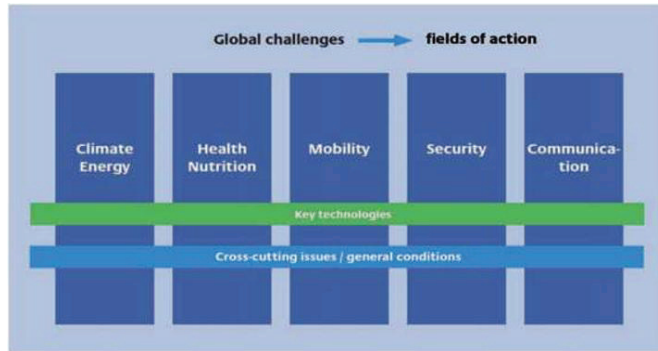 Global challenges fields of action
Climate
Energy
Health
Nutrition
Mobility
Security
Communica-
tion
Key technologies
Cross-cutting issues / general conditions